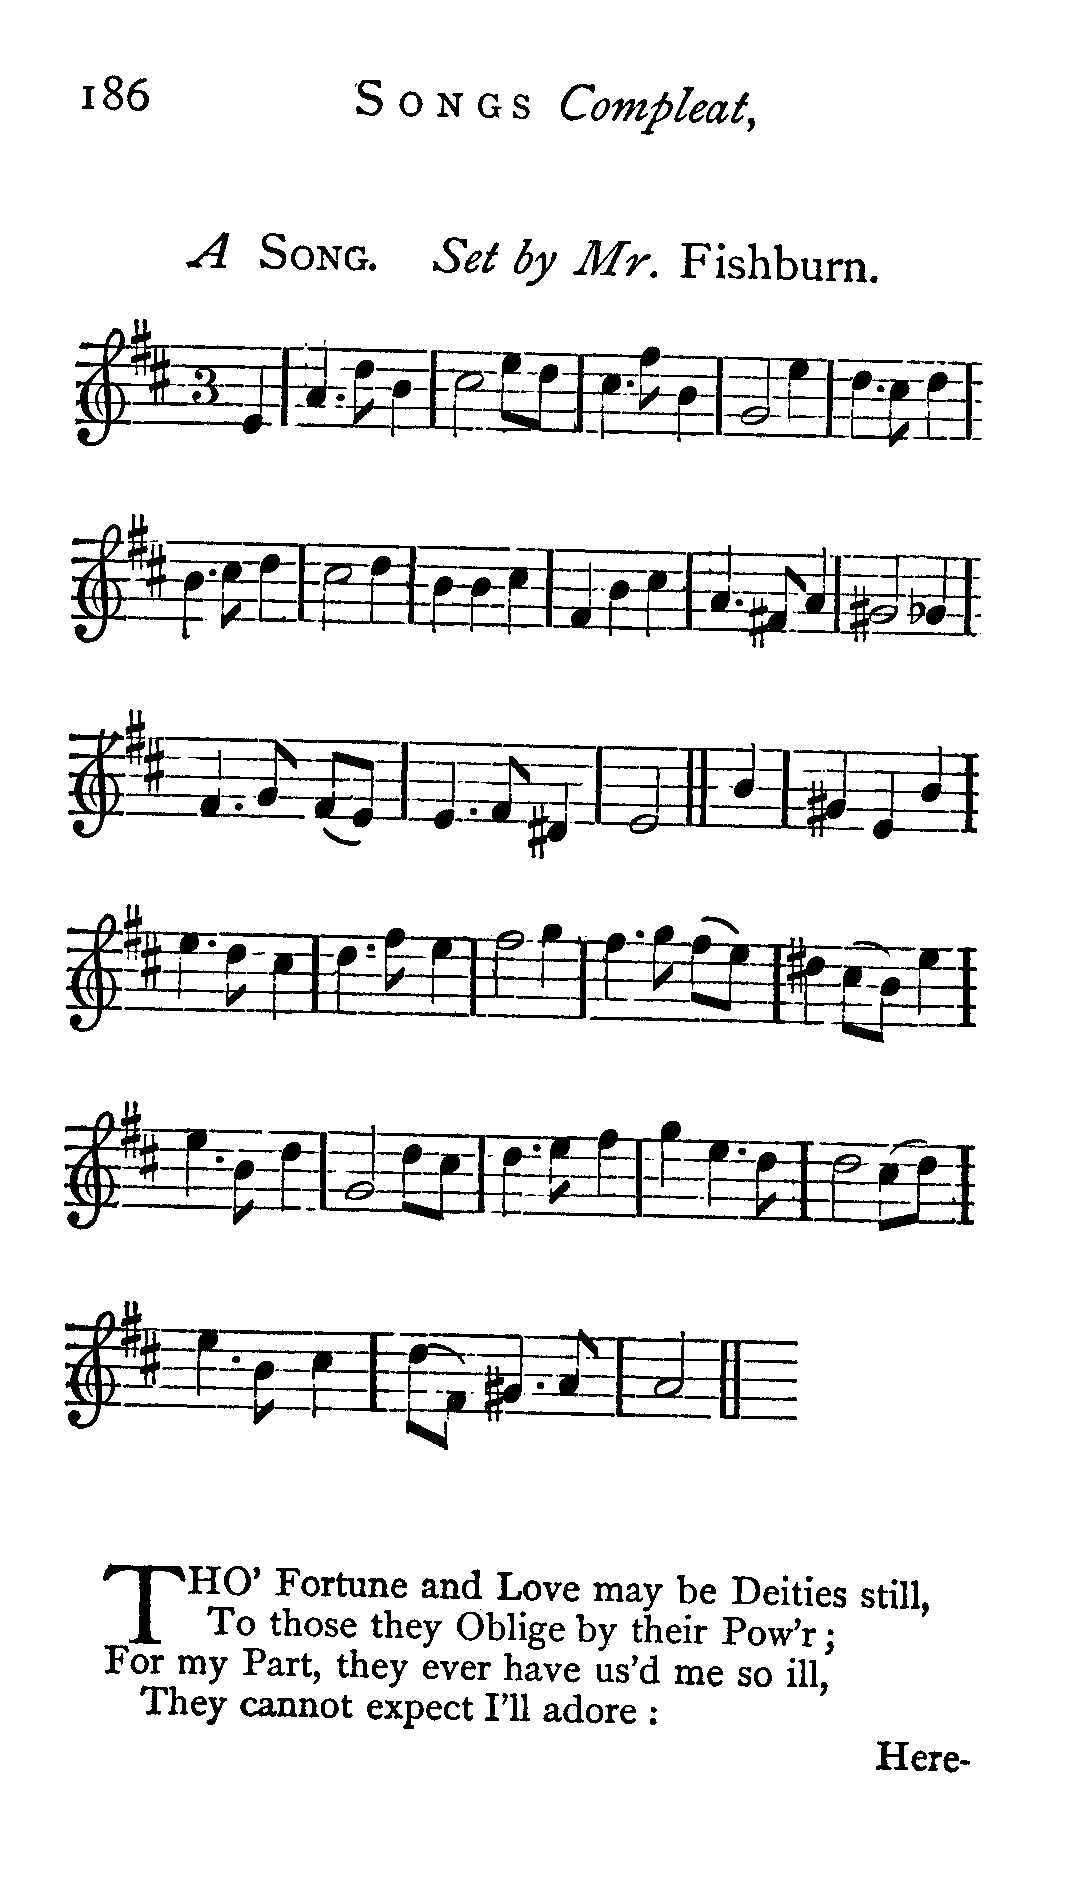 186 SONGS Compleat,
A SONG. Set by Mr. Fishburn.
3
THO' Fortune and Love may be Deities still,
To those they Oblige by their Pow'r ;
For my Part, they ever have us'd me so ill,
They cannot expect I'll adore :
Here-